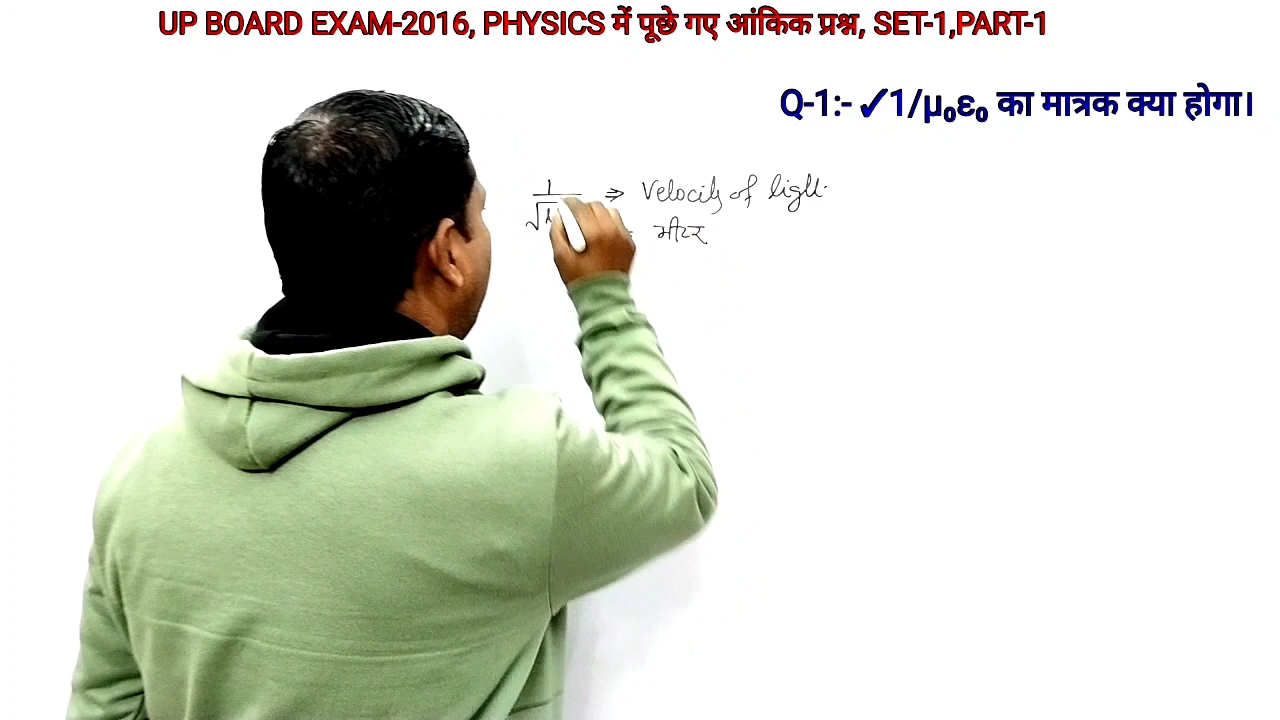 UP BOARD EXAM-2016, PHYSICS में पूछे गए आंकिक प्रश्न, SET-1,PART-1
Q-1:- ✓1/μ₀ε₀ का मात्रक क्या होगा।
1 ⇒ Velocity of light
मीटर